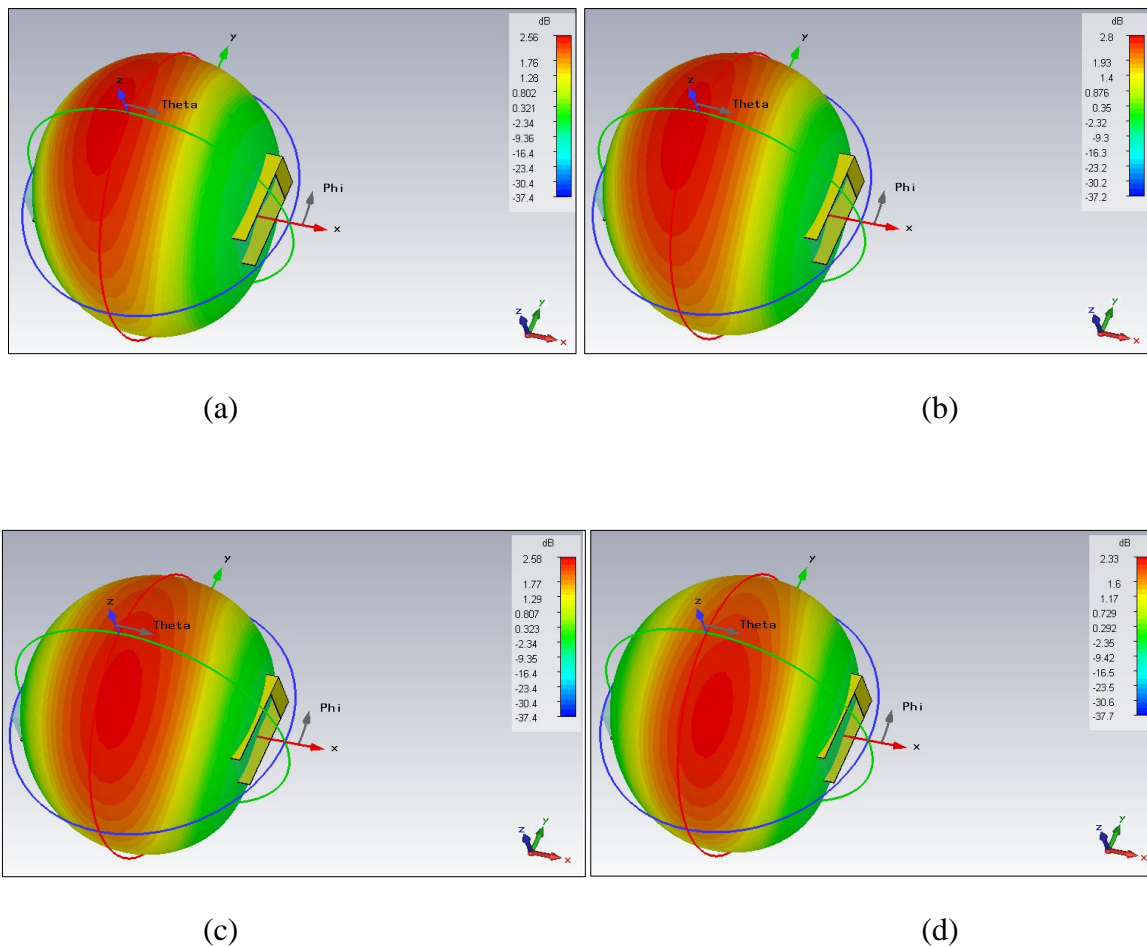 dB
2.56
1.76
1.28
0.802
0.321
-2.34
-9.36
-16.4
-23.4
-30.4
-37.4
y
z
Theta
Phi
x
z
y
x
(a)
dB
2.8
1.93
1.4
0.876
0.35
-2.32
-9.3
-16.3
-23.2
-30.2
-37.2
y
z
Theta
Phi
x
z
y
x
(b)
dB
2.58
1.77
1.29
0.807
0.323
-2.34
-9.35
-16.4
-23.4
-30.4
-37.4
y
z
Theta
Phi
x
z
y
x
(c)
dB
2.33
1.6
1.17
0.729
0.292
-2.35
-9.42
-16.5
-23.5
-30.6
-37.7
y
z
Theta
Phi
x
z
y
x
(d)